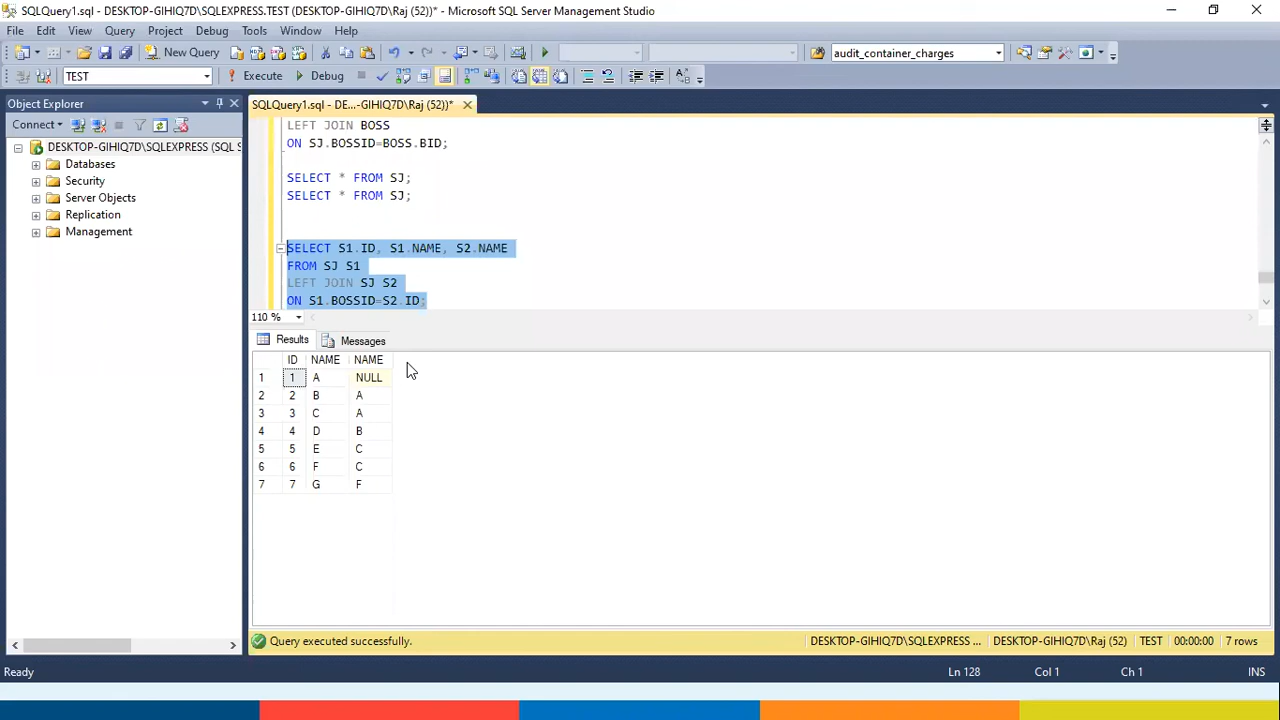 SQLQuery1.sql - DESKTOP-GIHIQ7D\SQLEXPRESS.TEST (DESKTOP-GIHIQ7D\Raj (52))* - Microsoft SQL Server Management Studio
File Edit View Query Project Debug Tools Window Help
New Query audit_container_charges
TEST Execute Debug
Object Explorer
SQLQuery1.sql - DE...-GIHIQ7D\Raj (52))*
Connect
DESKTOP-GIHIQ7D\SQLEXPRESS (SQL S
Databases
Security
Server Objects
Replication
Management
LEFT JOIN BOSS
ON SJ.BOSSID=BOSS.BID;
SELECT * FROM SJ;
SELECT * FROM SJ;
SELECT S1.ID, S1.NAME, S2.NAME
FROM SJ S1
LEFT JOIN SJ S2
ON S1.BOSSID=S2.ID;
110 %
Results Messages
ID NAME NAME
1 1 A NULL
2 2 B A
3 3 C A
4 4 D B
5 5 E C
6 6 F C
7 7 G F
Query executed successfully. DESKTOP-GIHIQ7D\SQLEXPRESS ... DESKTOP-GIHIQ7D\Raj (52) TEST 00:00:00 7 rows
Ready Ln 128 Col 1 Ch 1 INS